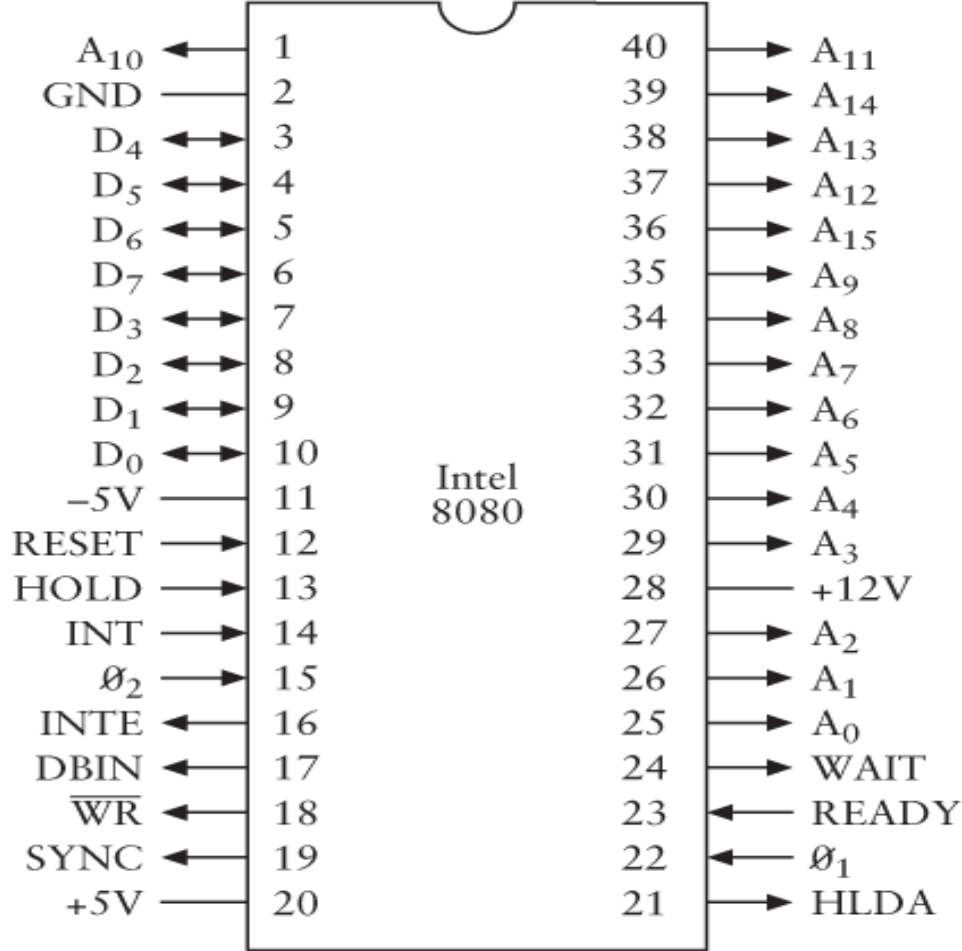 A₁₀ 1 40 A₁₁
GND 2 39 A₁₄
D₄ 3 38 A₁₃
D₅ 4 37 A₁₂
D₆ 5 36 A₁₅
D₇ 6 35 A₉
D₃ 7 34 A₈
D₂ 8 33 A₇
D₁ 9 32 A₆
D₀ 10 31 A₅
Intel
8080
–5V 11 30 A₄
RESET 12 29 A₃
HOLD 13 28 +12V
INT 14 27 A₂
Ø₂ 15 26 A₁
INTE 16 25 A₀
DBIN 17 24 WAIT
W̅R̅ 18 23 READY
SYNC 19 22 Ø₁
+5V 20 21 HLDA